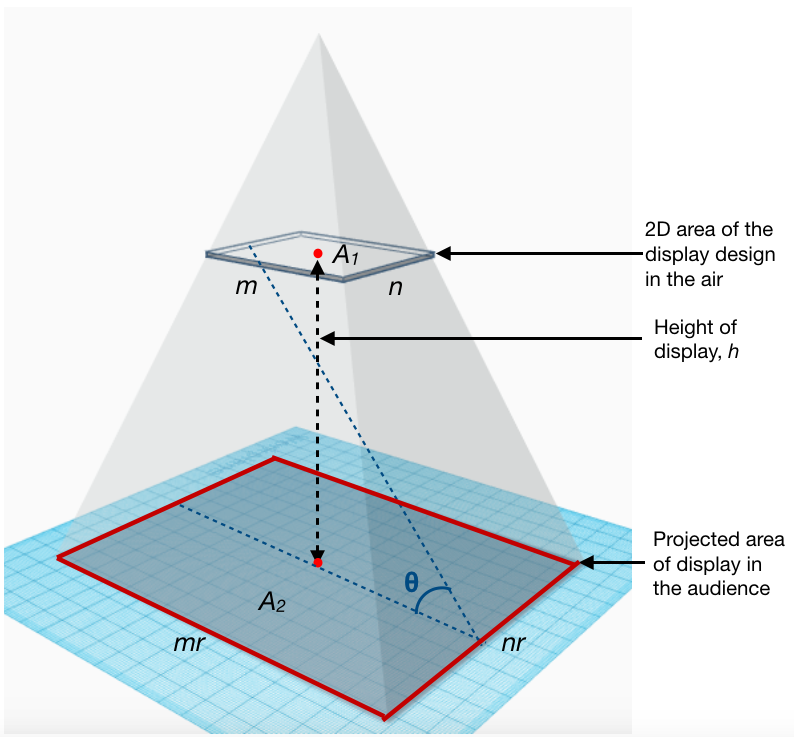 2D area of the
display design
in the air
A1
m
n
Height of
display, h
Projected area
of display in
the audience
θ
A2
mr
nr